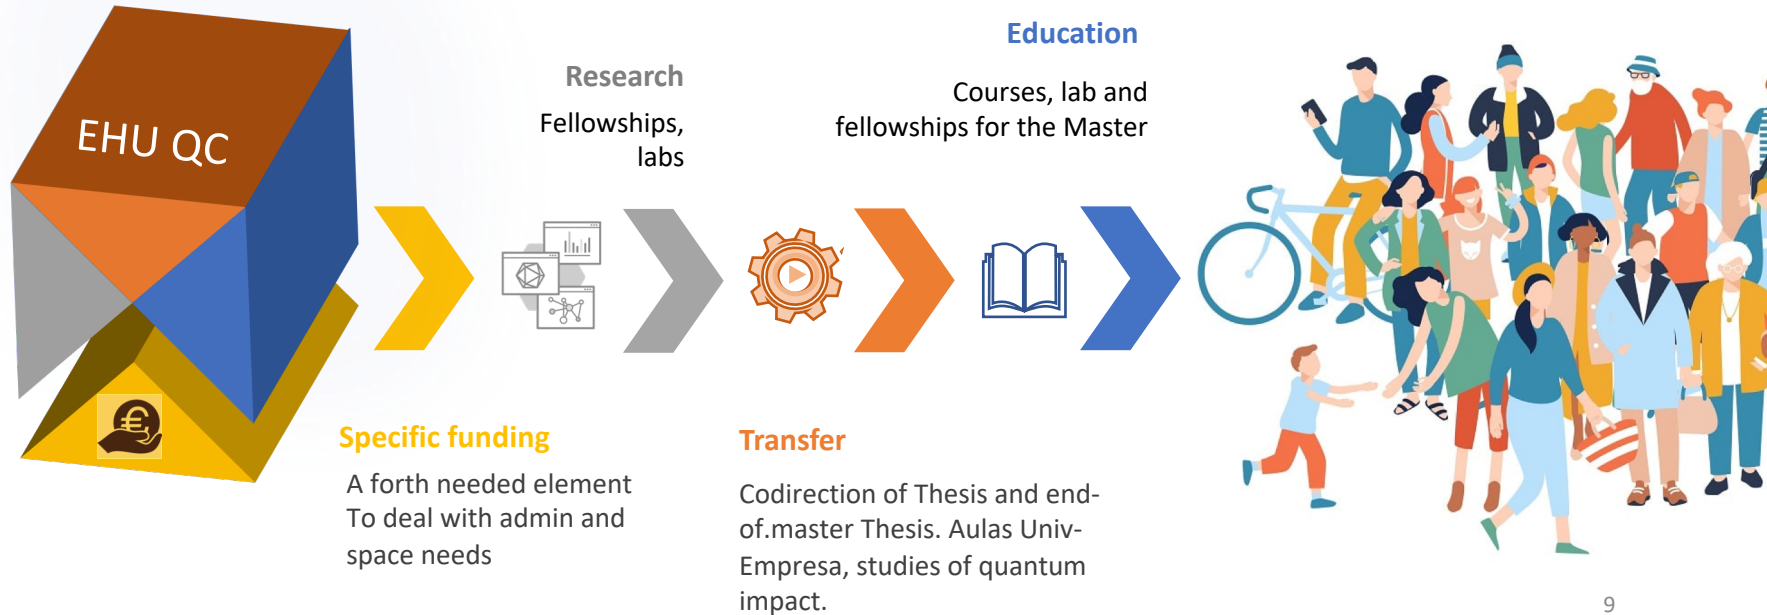 EHU QC
Research
Fellowships,
labs
Education
Courses, lab and
fellowships for the Master
€
Specific funding
A forth needed element
To deal with admin and
space needs
Transfer
Codirection of Thesis and end-
of.master Thesis. Aulas Univ-
Empresa, studies of quantum
impact.
9